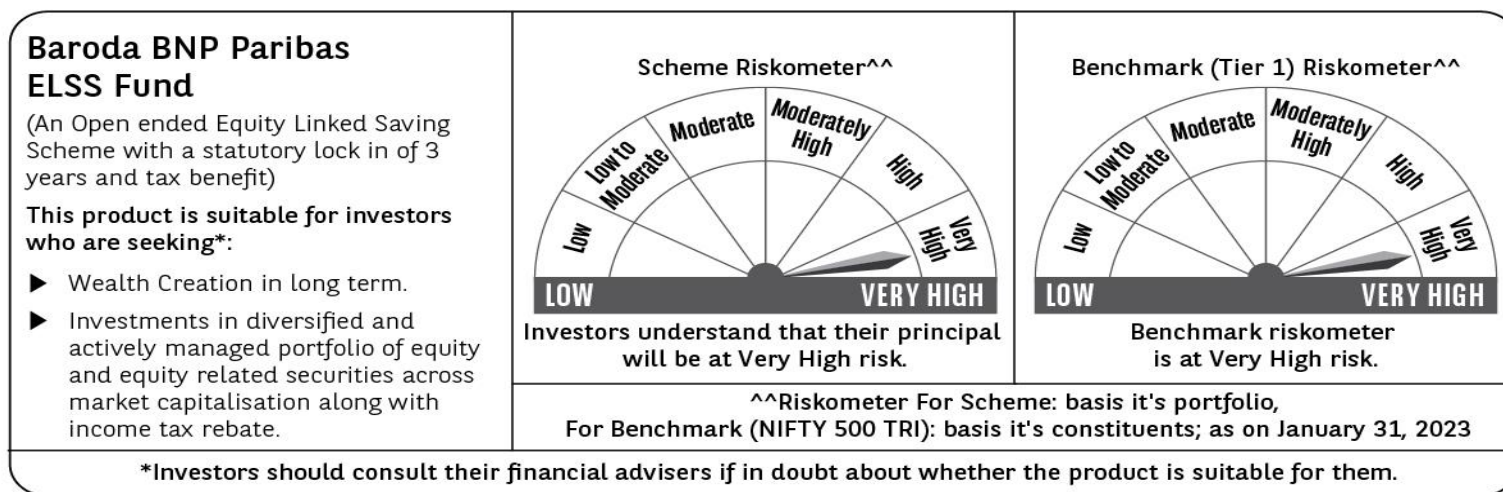 Baroda BNP Paribas
ELSS Fund
(An Open ended Equity Linked Saving
Scheme with a statutory lock in of 3
years and tax benefit)
This product is suitable for investors
who are seeking*:
▶ Wealth Creation in long term.
▶ Investments in diversified and
actively managed portfolio of equity
and equity related securities across
market capitalisation along with
income tax rebate.
Scheme Riskometer^^
Low
Low to
Moderate
Moderate
Moderately
High
High
Very
High
LOW VERY HIGH
Investors understand that their principal
will be at Very High risk.
Benchmark (Tier 1) Riskometer^^
Low
Low to
Moderate
Moderate
Moderately
High
High
Very
High
LOW VERY HIGH
Benchmark riskometer
is at Very High risk.
^^Riskometer For Scheme: basis it's portfolio,
For Benchmark (NIFTY 500 TRI): basis it's constituents; as on January 31, 2023
*Investors should consult their financial advisers if in doubt about whether the product is suitable for them.